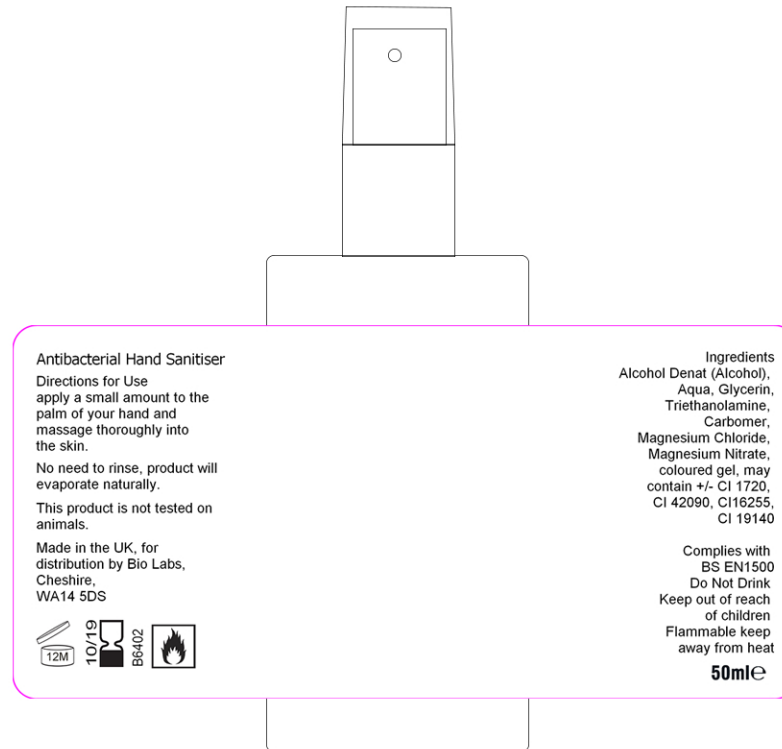 Antibacterial Hand Sanitiser
Directions for Use
apply a small amount to the
palm of your hand and
massage thoroughly into
the skin.
No need to rinse, product will
evaporate naturally.
This product is not tested on
animals.
Made in the UK, for
distribution by Bio Labs,
Cheshire,
WA14 5DS
12M
10/19
B6402
Ingredients
Alcohol Denat (Alcohol),
Aqua, Glycerin,
Triethanolamine,
Carbomer,
Magnesium Chloride,
Magnesium Nitrate,
coloured gel, may
contain +/- CI 1720,
CI 42090, CI16255,
CI 19140
Complies with
BS EN1500
Do Not Drink
Keep out of reach
of children
Flammable keep
away from heat
50ml℮